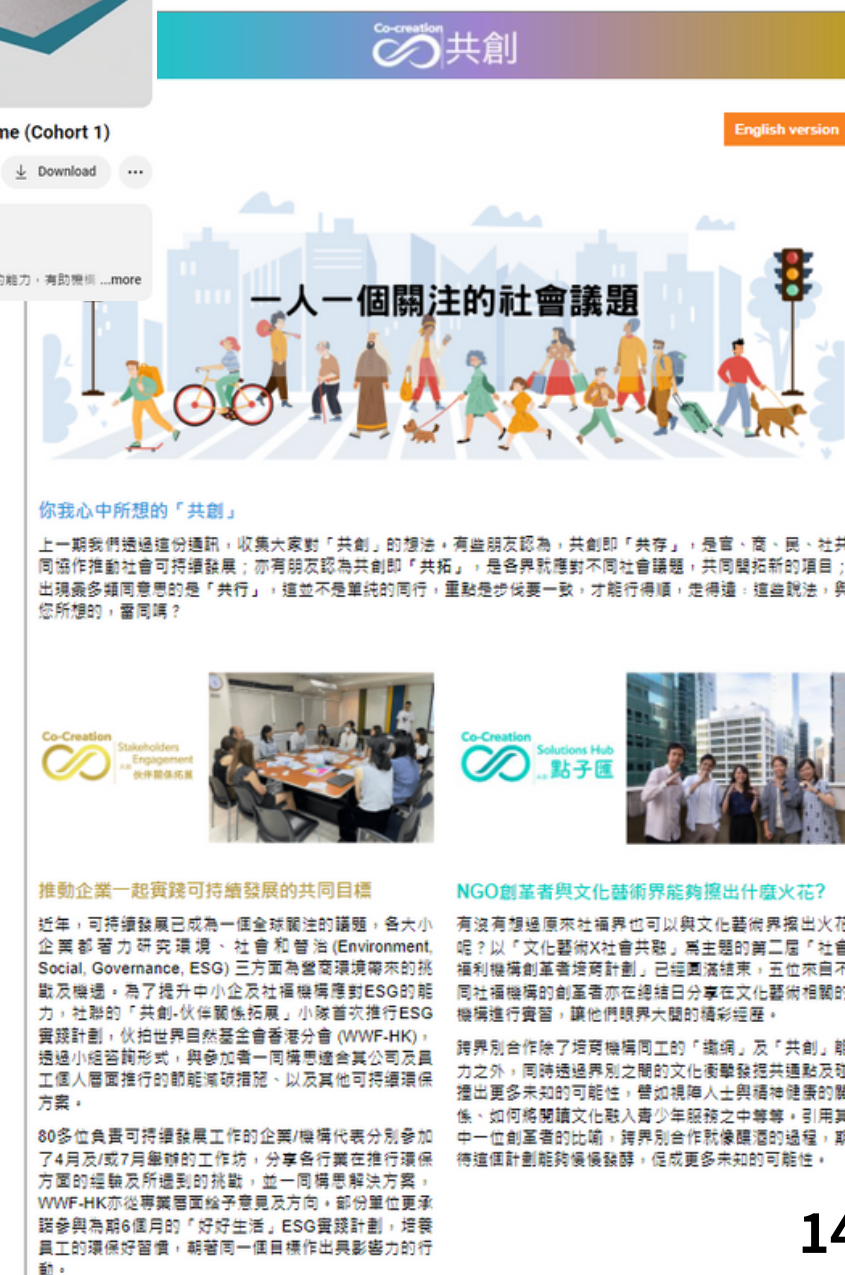 Co-creation
共創
me (Cohort 1)
English version
Download
的能力，有助機構 ...more
一人一個關注的社會議題
你我心中所想的「共創」
上一期我們透過這份通訊，收集大家對「共創」的想法。有些朋友認為，共創即「共存」，是官、商、民、社共
同協作推動社會可持續發展；亦有朋友認為共創即「共拓」，是各界就應對不同社會議題，共同開拓新的項目；
出現最多類同意思的是「共行」，這並不是單純的同行，重點是步伐要一致，才能行得順，走得遠；這些說法，與
您所想的，雷同嗎？
Co-Creation
Stakeholders
Engagement
共創 伙伴關係拓展
推動企業一起實踐可持續發展的共同目標
近年，可持續發展已成為一個全球關注的議題，各大小
企業都著力研究環境、社會和管治 (Environment,
Social, Governance, ESG) 三方面為營商環境帶來的挑
戰及機遇。為了提升中小企及社福機構應對ESG的能
力，社聯的「共創-伙伴關係拓展」小隊首次推行ESG
實踐計劃，伙拍世界自然基金會香港分會 (WWF-HK)，
透過小組咨詢形式，與參加者一同構思適合其公司及員
工個人層面推行的節能減碳措施、以及其他可持續環保
方案。
80多位負責可持續發展工作的企業/機構代表分別參加
了4月及/或7月舉辦的工作坊，分享各行業在推行環保
方面的經驗及所遇到的挑戰，並一同構思解決方案，
WWF-HK亦從專業層面給予意見及方向。部份單位更承
諾參與為期6個月的「好好生活」ESG實踐計劃，培養
員工的環保好習慣，朝著同一個目標作出具影響力的行
動。
Co-Creation
Solutions Hub
共創 點子匯
NGO創革者與文化藝術界能夠擦出什麼火花?
有沒有想過原來社福界也可以與文化藝術界擦出火花
呢？以「文化藝術X社會共融」為主題的第二屆「社會
福利機構創革者培育計劃」已經圓滿結束，五位來自不
同社福機構的創革者亦在總結日分享在文化藝術相關的
機構進行實習，讓他們眼界大開的精彩經歷。
跨界別合作除了培育機構同工的「織網」及「共創」能
力之外，同時透過界別之間的文化衝擊發掘共通點及碰
撞出更多未知的可能性，譬如視障人士與精神健康的關
係、如何將閱讀文化融入青少年服務之中等等。引用其
中一位創革者的比喻，跨界別合作就像釀酒的過程，期
待這個計劃能夠慢慢發酵，促成更多未知的可能性。
14